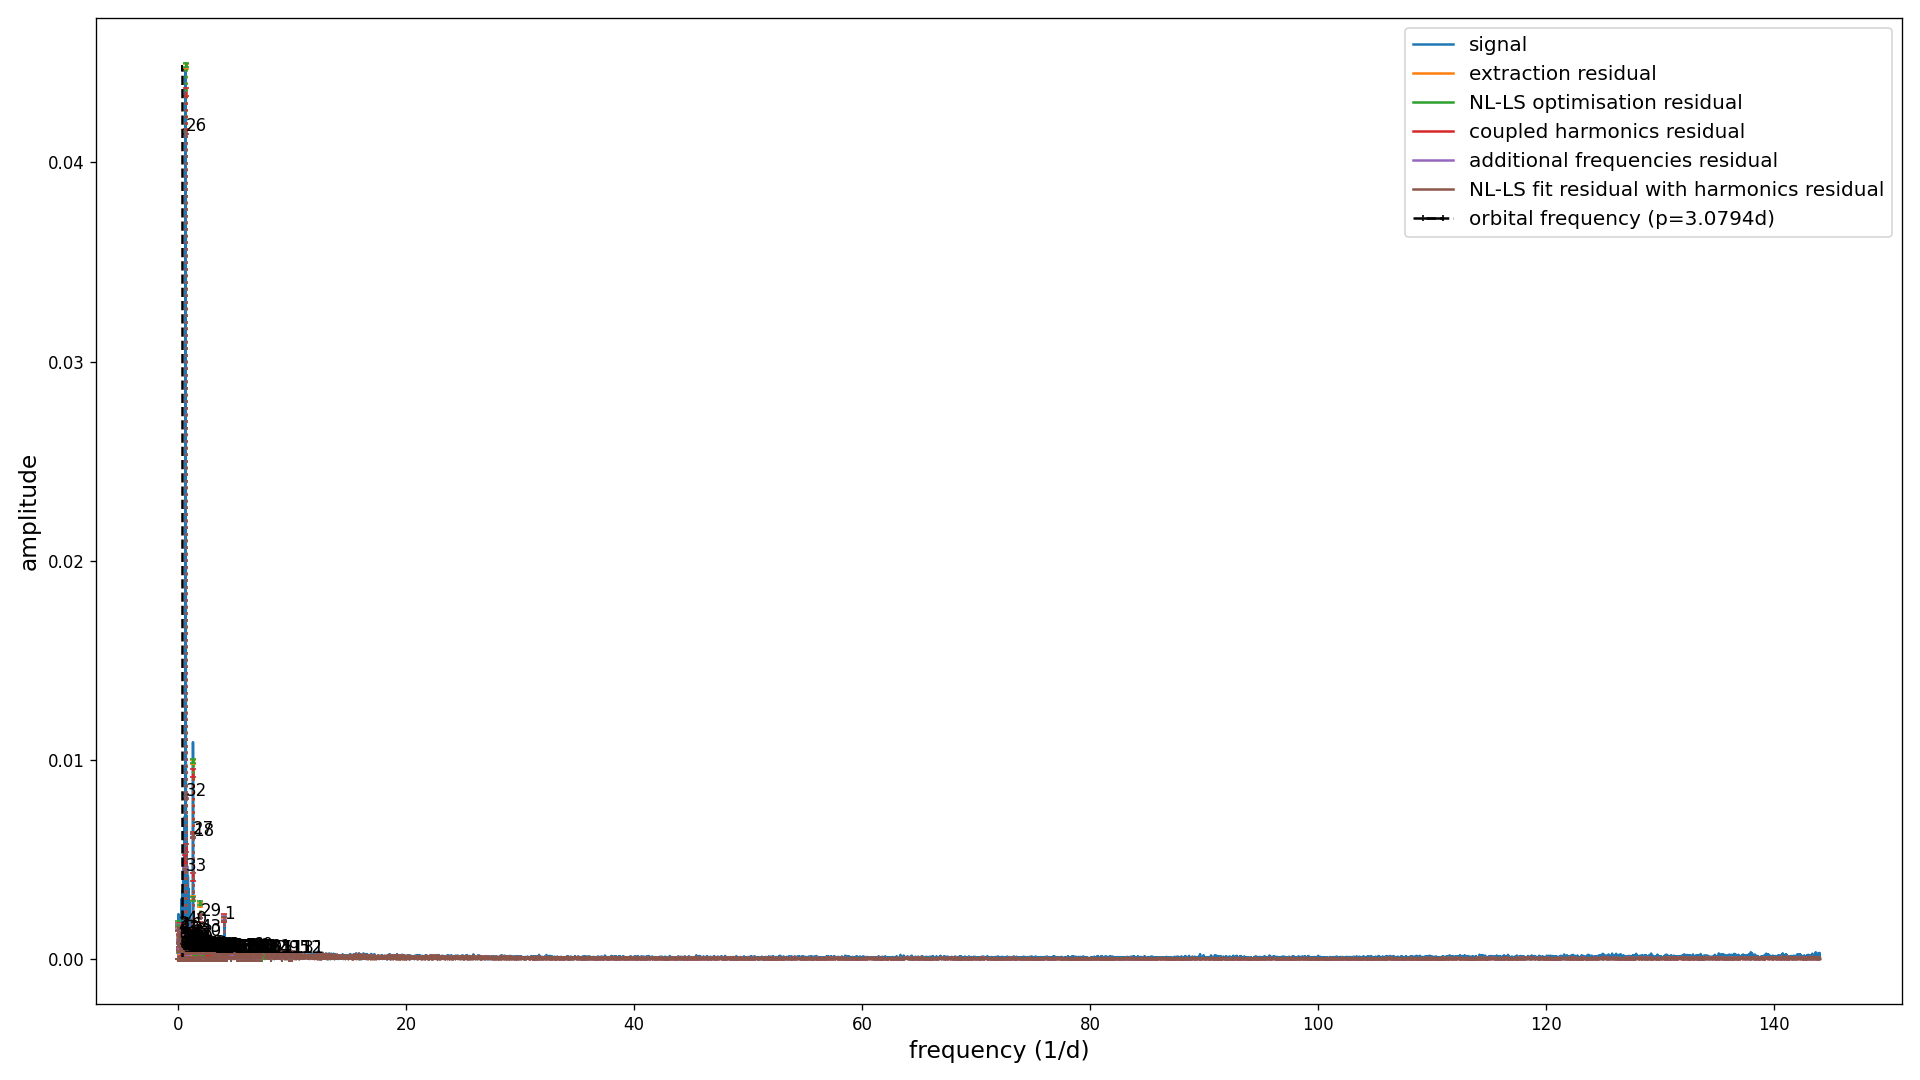 signal
extraction residual
NL-LS optimisation residual
coupled harmonics residual
additional frequencies residual
NL-LS fit residual with harmonics residual
orbital frequency (p=3.0794d)
amplitude
0.04
0.03
0.02
0.01
0.00
26
32
33
29
1
0
20
40
60
80
100
120
140
frequency (1/d)